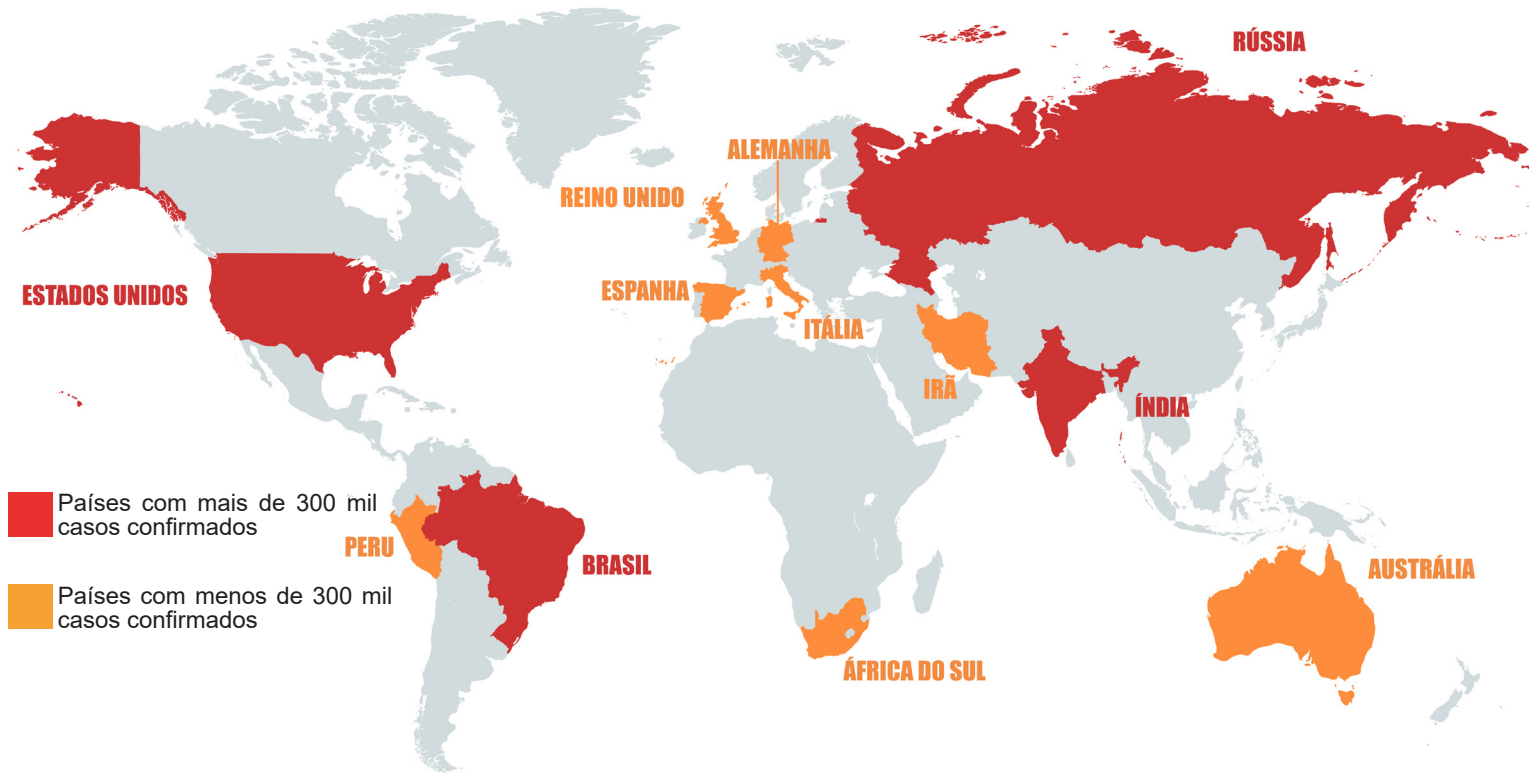 RÚSSIA
ALEMANHA
REINO UNIDO
ESTADOS UNIDOS
ESPANHA
ITÁLIA
IRÃ
ÍNDIA
Países com mais de 300 mil
casos confirmados
PERU
BRASIL
AUSTRÁLIA
Países com menos de 300 mil
casos confirmados
ÁFRICA DO SUL